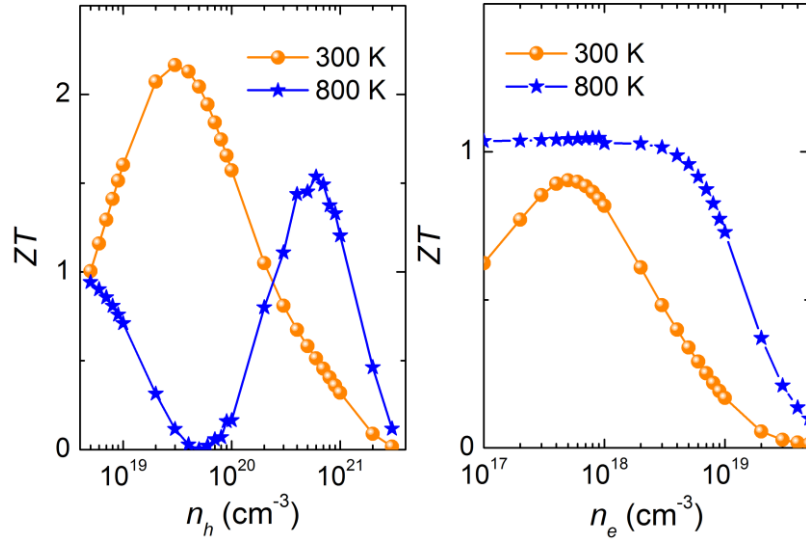 300 K
800 K
ZT
2
1
0
10^19
10^20
10^21
n_h (cm^-3)
300 K
800 K
ZT
1
0
10^17
10^18
10^19
n_e (cm^-3)